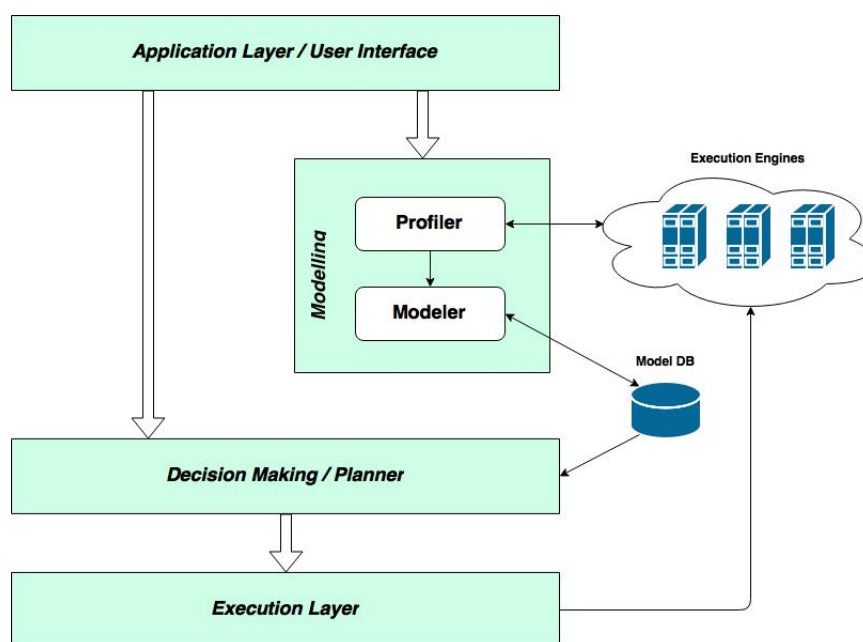 Application Layer / User Interface
Execution Engines
Modelling
Profiler
Modeler
Model DB
Decision Making / Planner
Execution Layer